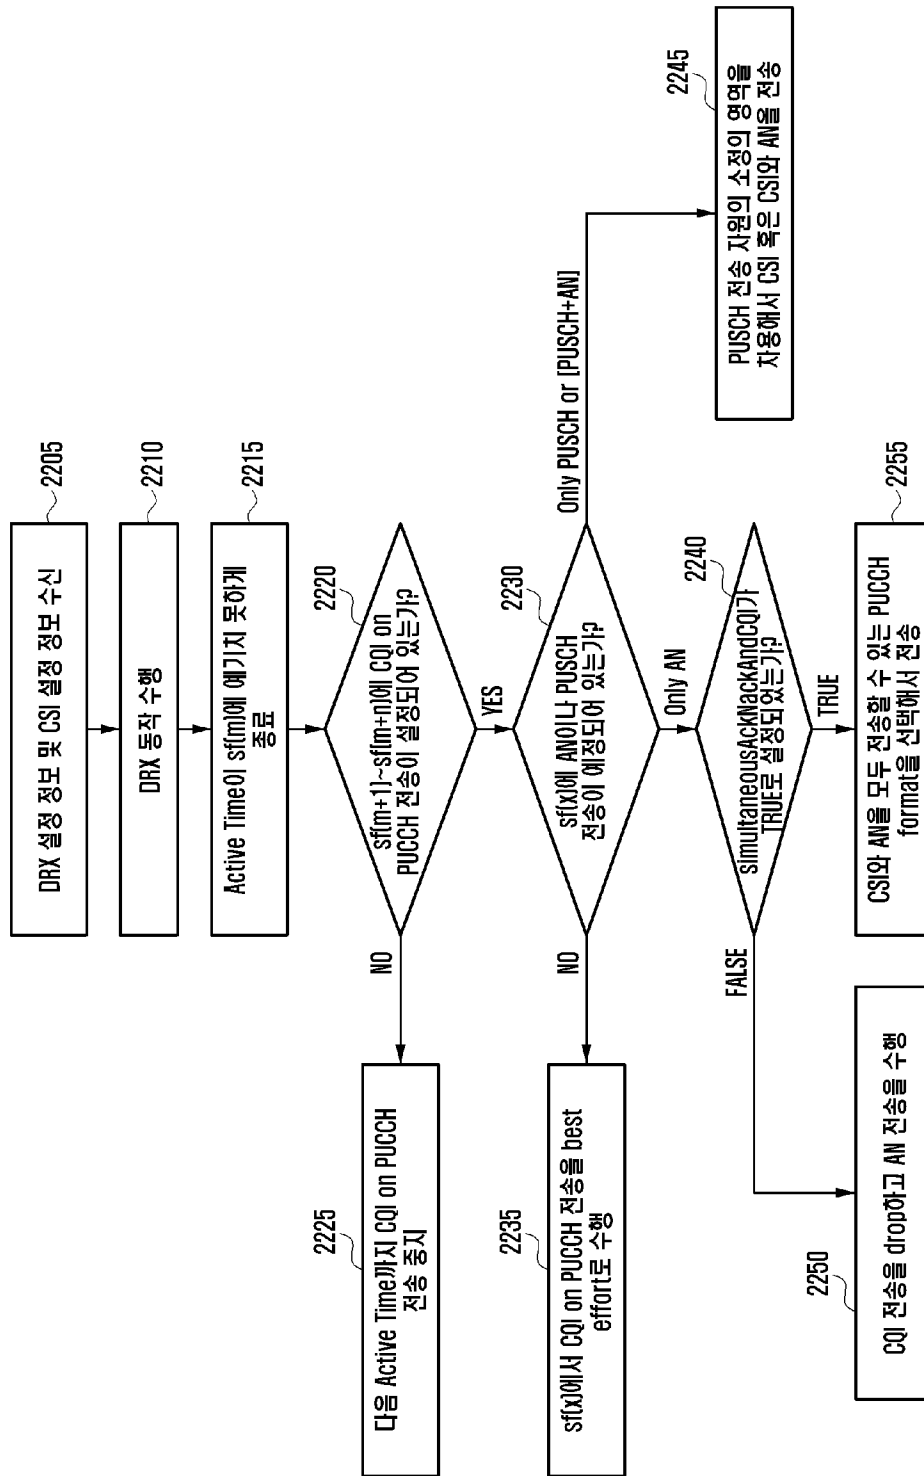 2205
DRX 설정 정보 및 CSI 설정 정보 수신
2210
DRX 동작 수행
2215
Active Time이 sf(m)에 예기치 못하게
종료
2220
sf(m+1)~sf(m+n)에 CQI on
PUCCH 전송이 설정되어 있는가?
NO
YES
2225
다음 Active Time까지 CQI on PUCCH
전송 중지
2230
sf(x)에 AN이나 PUSCH
전송이 예정되어 있는가?
NO
Only AN
Only PUSCH or [PUSCH+AN]
2235
sf(x)에서 CQI on PUCCH 전송을 best
effort로 수행
2240
simultaneousAckNackAndCQI가
TRUE로 설정되있는가?
FALSE
TRUE
2245
PUSCH 전송 자원의 소정의 영역을
사용해서 CSI 혹은 CSI와 AN을 전송
2250
CQI 전송을 drop하고 AN 전송을 수행
2255
CSI와 AN을 모두 전송할 수 있는 PUCCH
format을 선택해서 전송